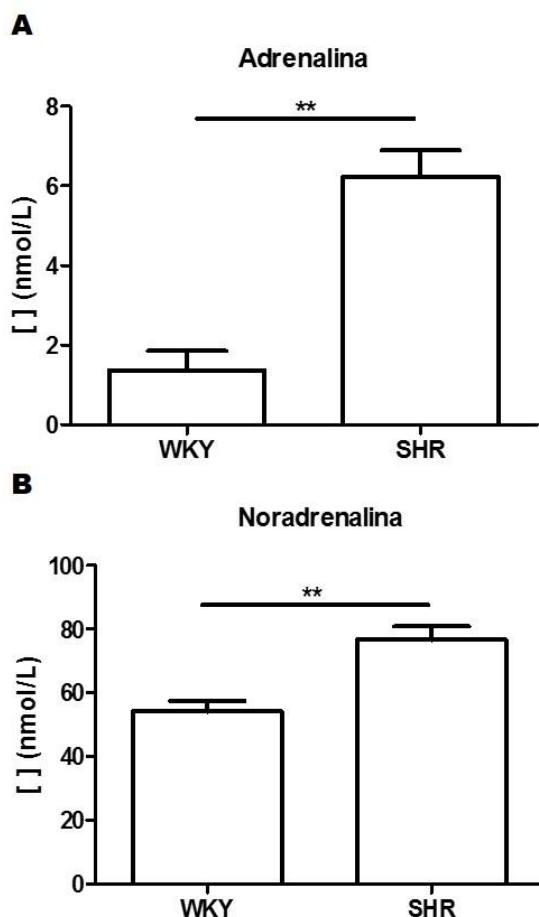 A
Adrenalina
**
8
6
4
2
0
[ ] (nmol/L)
WKY SHR
B
Noradrenalina
**
100
80
60
40
20
0
[ ] (nmol/L)
WKY SHR